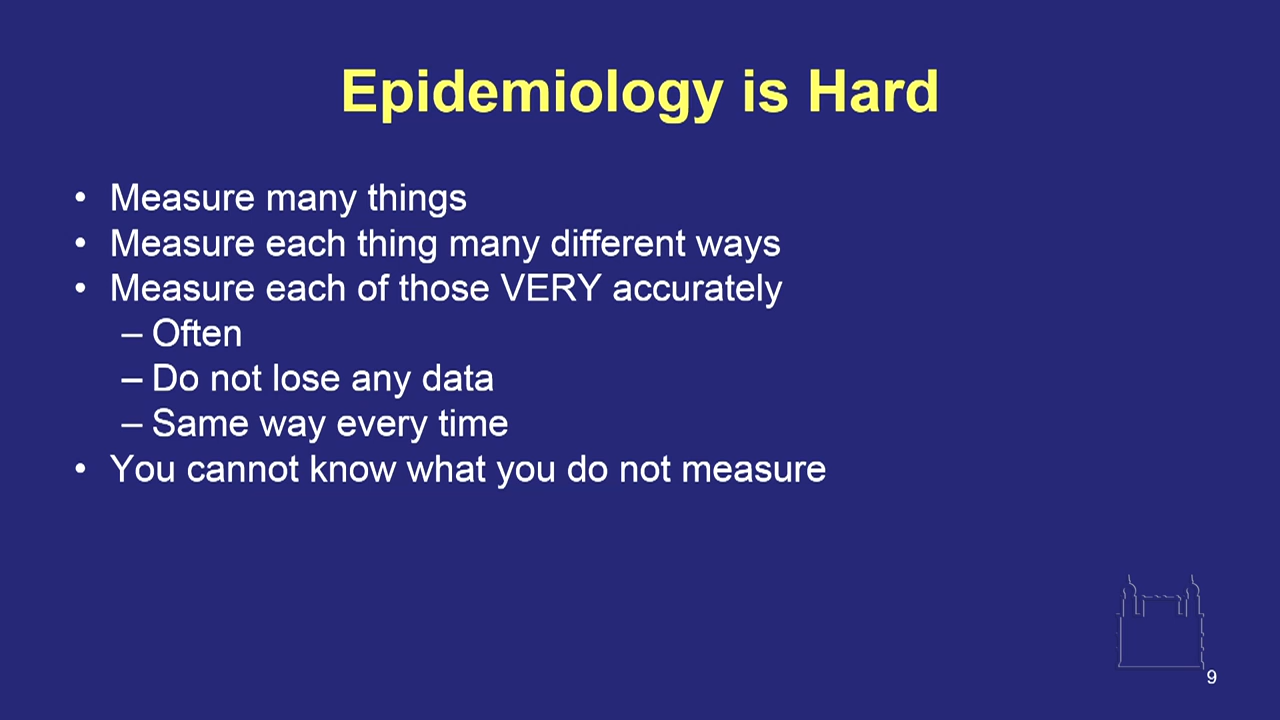 Epidemiology is Hard
• Measure many things
• Measure each thing many different ways
• Measure each of those VERY accurately
– Often
– Do not lose any data
– Same way every time
• You cannot know what you do not measure
9